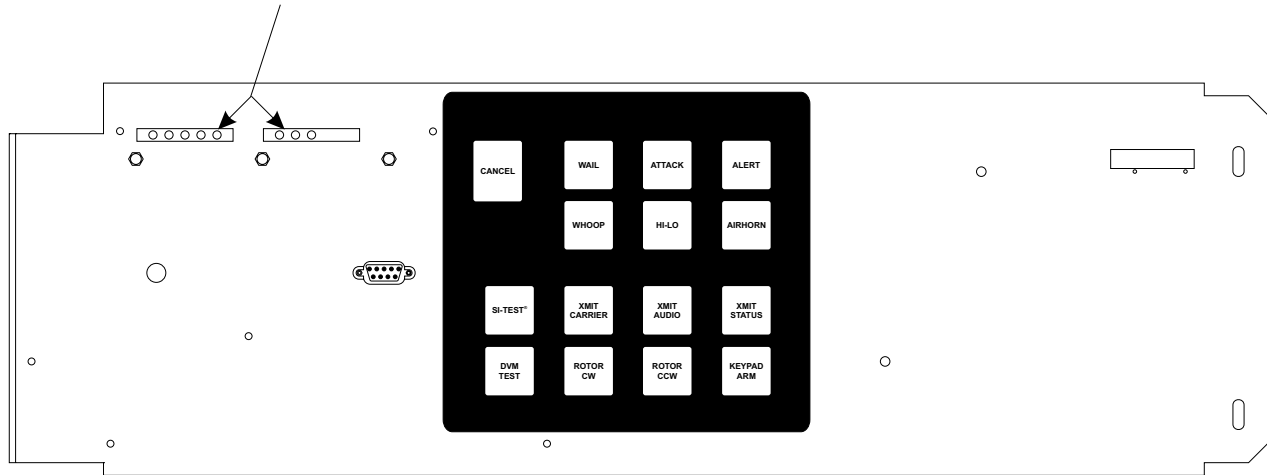 CANCEL
WAIL
ATTACK
ALERT
WHOOP
HI-LO
AIRHORN
SI-TEST®
XMIT
CARRIER
XMIT
AUDIO
XMIT
STATUS
DVM
TEST
ROTOR
CW
ROTOR
CCW
KEYPAD
ARM